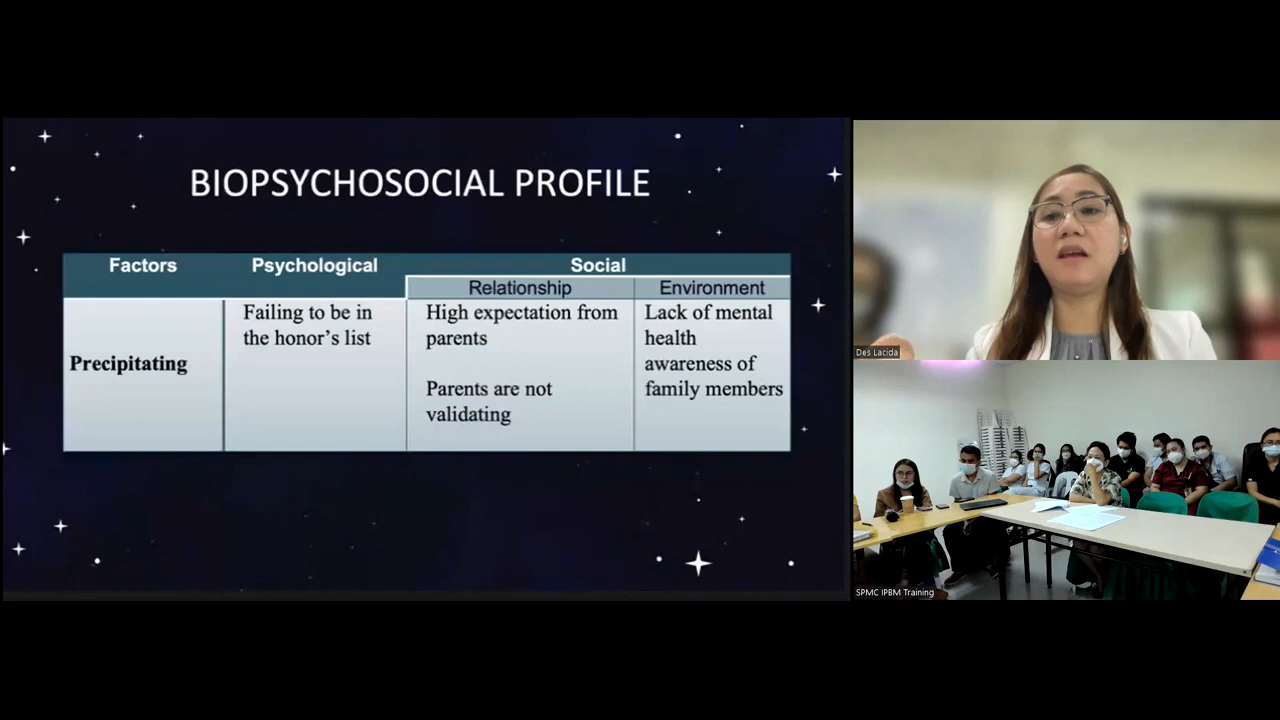 BIOPSYCHOSOCIAL PROFILE
Factors Psychological Social
Relationship Environment
Precipitating
Failing to be in
the honor's list
High expectation from
parents
Parents are not
validating
Lack of mental
health
awareness of
family members
Des Lacida
SPMC IPBM Training